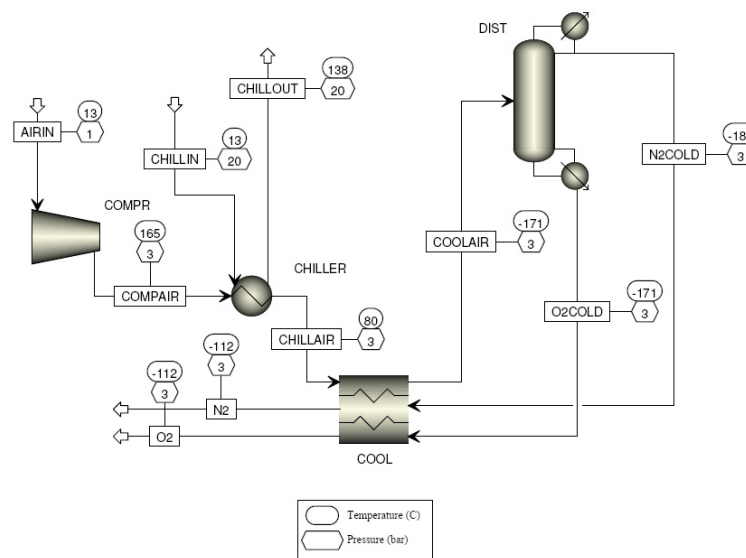 DIST
138
CHILLOUT
20
13
AIRIN
1
13
CHILLIN
20
-18
N2COLD
3
COMPR
165
3
COMPAIR
-171
COOLAIR
3
CHILLER
-171
O2COLD
3
80
CHILLAIR
3
-112
3
-112
3
N2
O2
COOL
Temperature (C)
Pressure (bar)